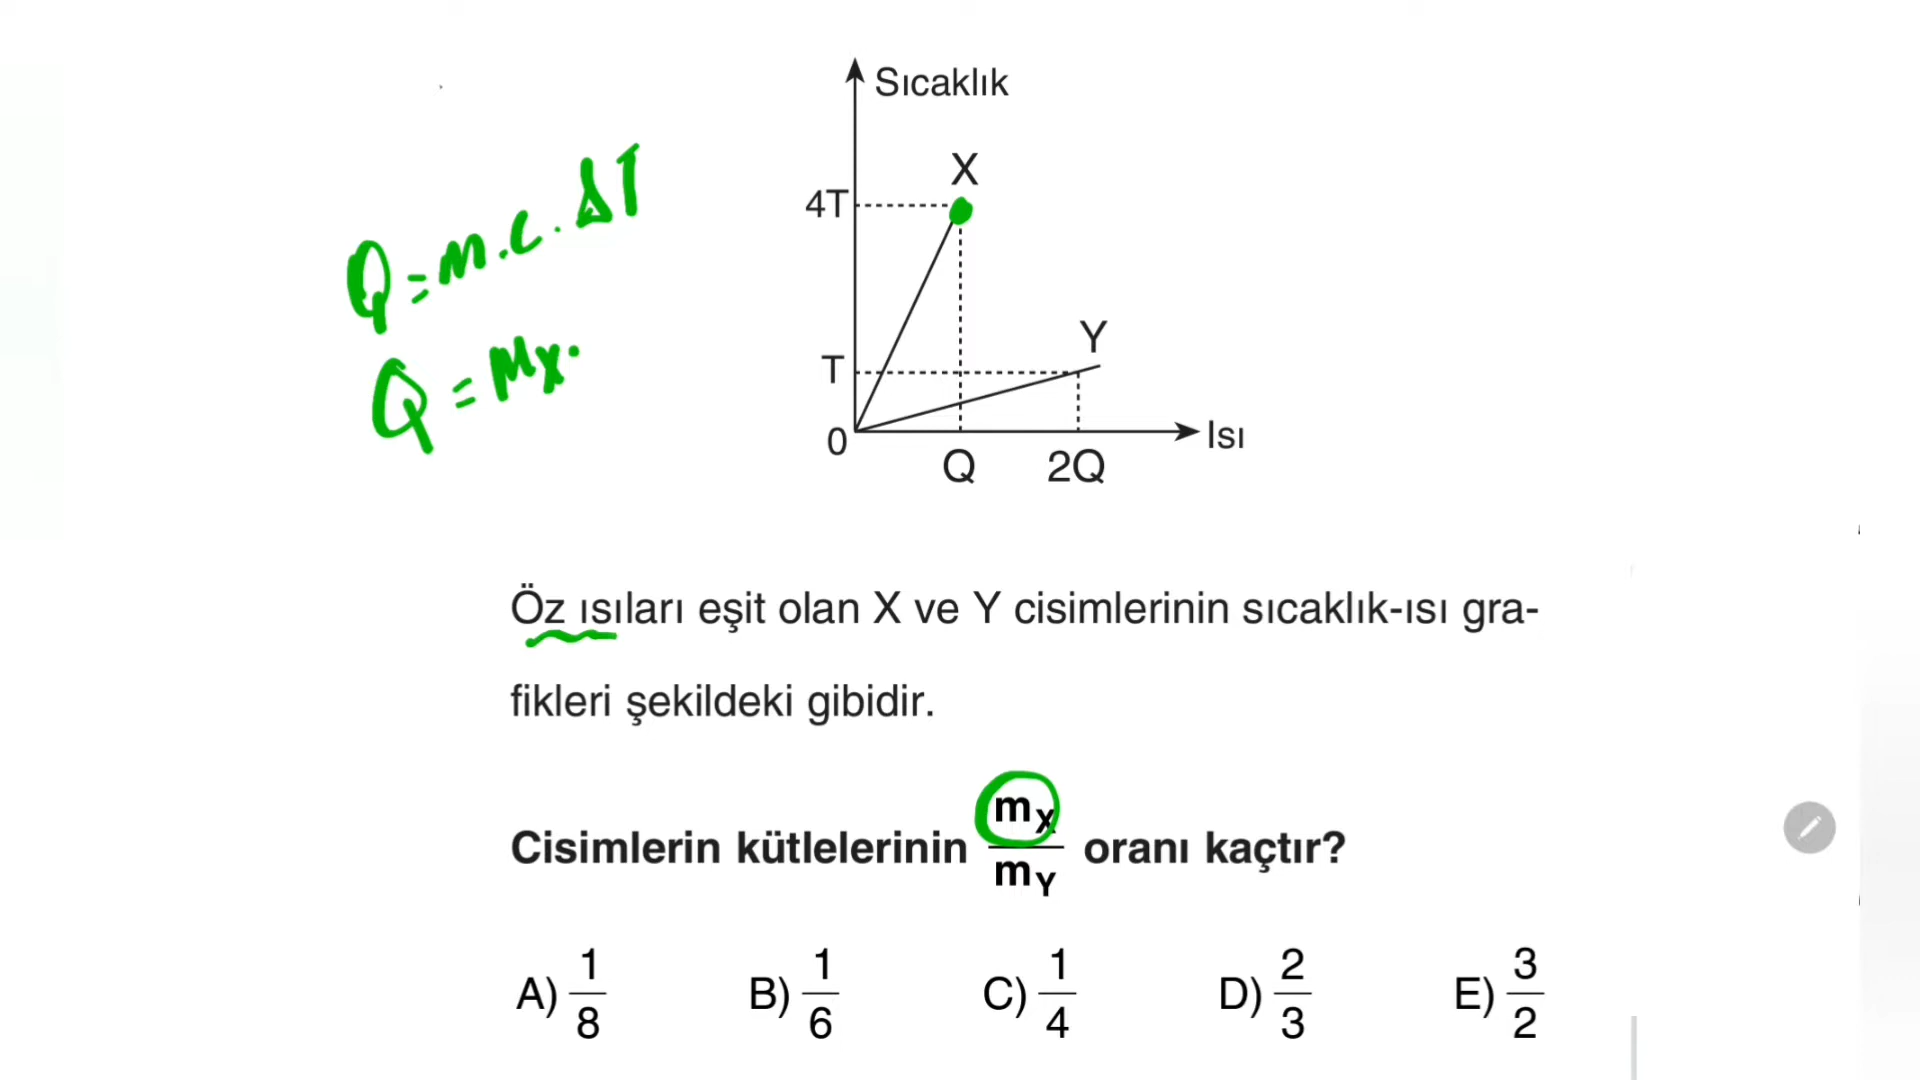 Sıcaklık
X
4T
Q = m.c.ΔT
Y
Q = mx.
T
0
Isı
Q 2Q
Öz ısıları eşit olan X ve Y cisimlerinin sıcaklık-ısı gra-
fikleri şekildeki gibidir.
Cisimlerin kütlelerinin mX/mY oranı kaçtır?
A) 1/8 B) 1/6 C) 1/4 D) 2/3 E) 3/2